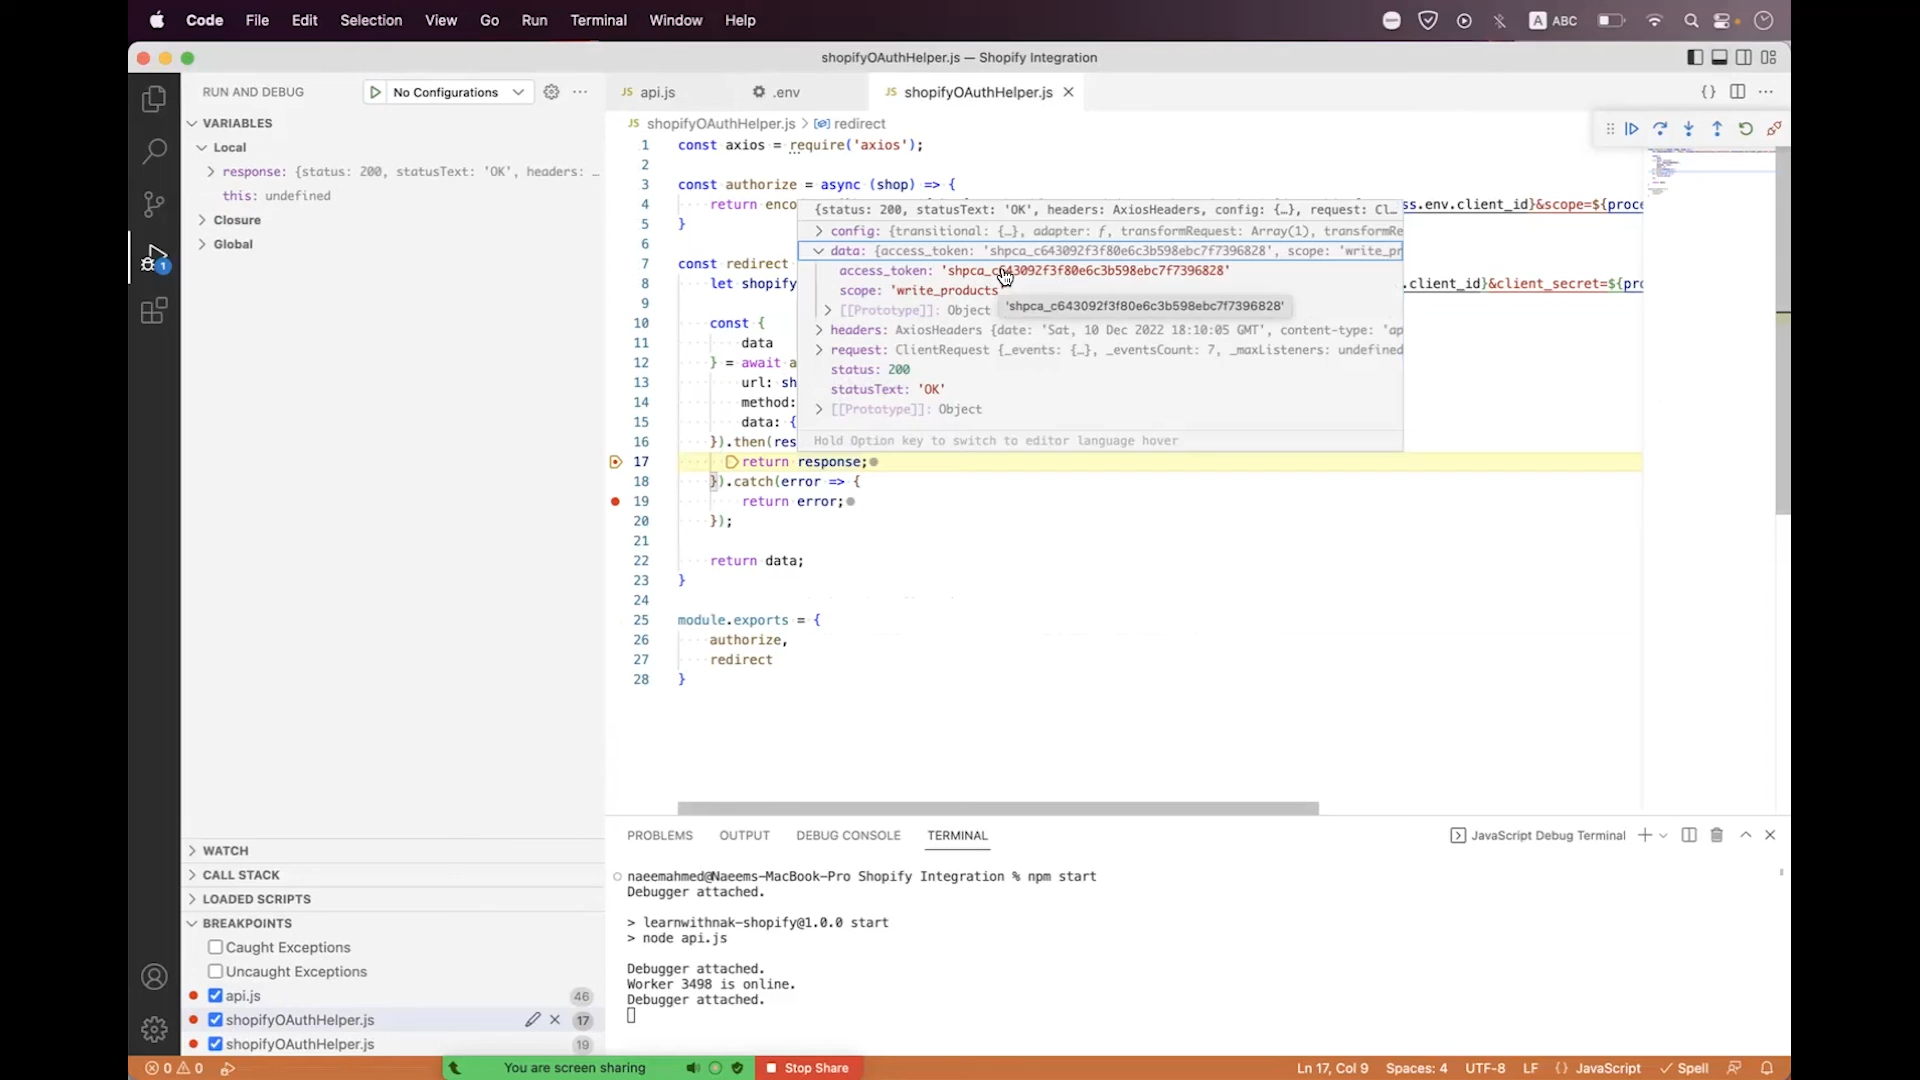 Code File Edit Selection View Go Run Terminal Window Help A ABC
shopifyOAuthHelper.js — Shopify Integration
RUN AND DEBUG No Configurations
JS api.js .env JS shopifyOAuthHelper.js
JS shopifyOAuthHelper.js > redirect
VARIABLES
Local
response: {status: 200, statusText: 'OK', headers: …
this: undefined
Closure
Global
1 const axios = require('axios');
2
3 const authorize = async (shop) => {
4 return enco ss.env.client_id}&scope=${proce
5 }
6
7 const redirect
8 let shopify .client_id}&client_secret=${pro
9
10 const {
11 data
12 } = await a
13 url: sh
14 method:
15 data: {
16 }).then(res
17 return response;
18 }).catch(error => {
19 return error;
20 });
21
22 return data;
23 }
24
25 module.exports = {
26 authorize,
27 redirect
28 }
{status: 200, statusText: 'OK', headers: AxiosHeaders, config: {…}, request: Cl…
config: {transitional: {…}, adapter: ƒ, transformRequest: Array(1), transformRe
data: {access_token: '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', scope: 'write_pr
access_token: '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'
scope: 'write_products'
'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'
[[Prototype]]: Object
headers: AxiosHeaders {date: 'Sat, 10 Dec 2022 18:10:05 GMT', content-type: 'ap
request: ClientRequest {_events: {…}, _eventsCount: 7, _maxListeners: undefined
status: 200
statusText: 'OK'
[[Prototype]]: Object
Hold Option key to switch to editor language hover
WATCH
CALL STACK
LOADED SCRIPTS
BREAKPOINTS
Caught Exceptions
Uncaught Exceptions
api.js 46
shopifyOAuthHelper.js 17
shopifyOAuthHelper.js 19
1
PROBLEMS OUTPUT DEBUG CONSOLE TERMINAL JavaScript Debug Terminal
naeemahmed@Naeems-MacBook-Pro Shopify Integration % npm start
Debugger attached.
> learnwithnak-shopify@1.0.0 start
> node api.js
Debugger attached.
Worker 3498 is online.
Debugger attached.
0 0 You are screen sharing Stop Share Ln 17, Col 9 Spaces: 4 UTF-8 LF {} JavaScript Spell